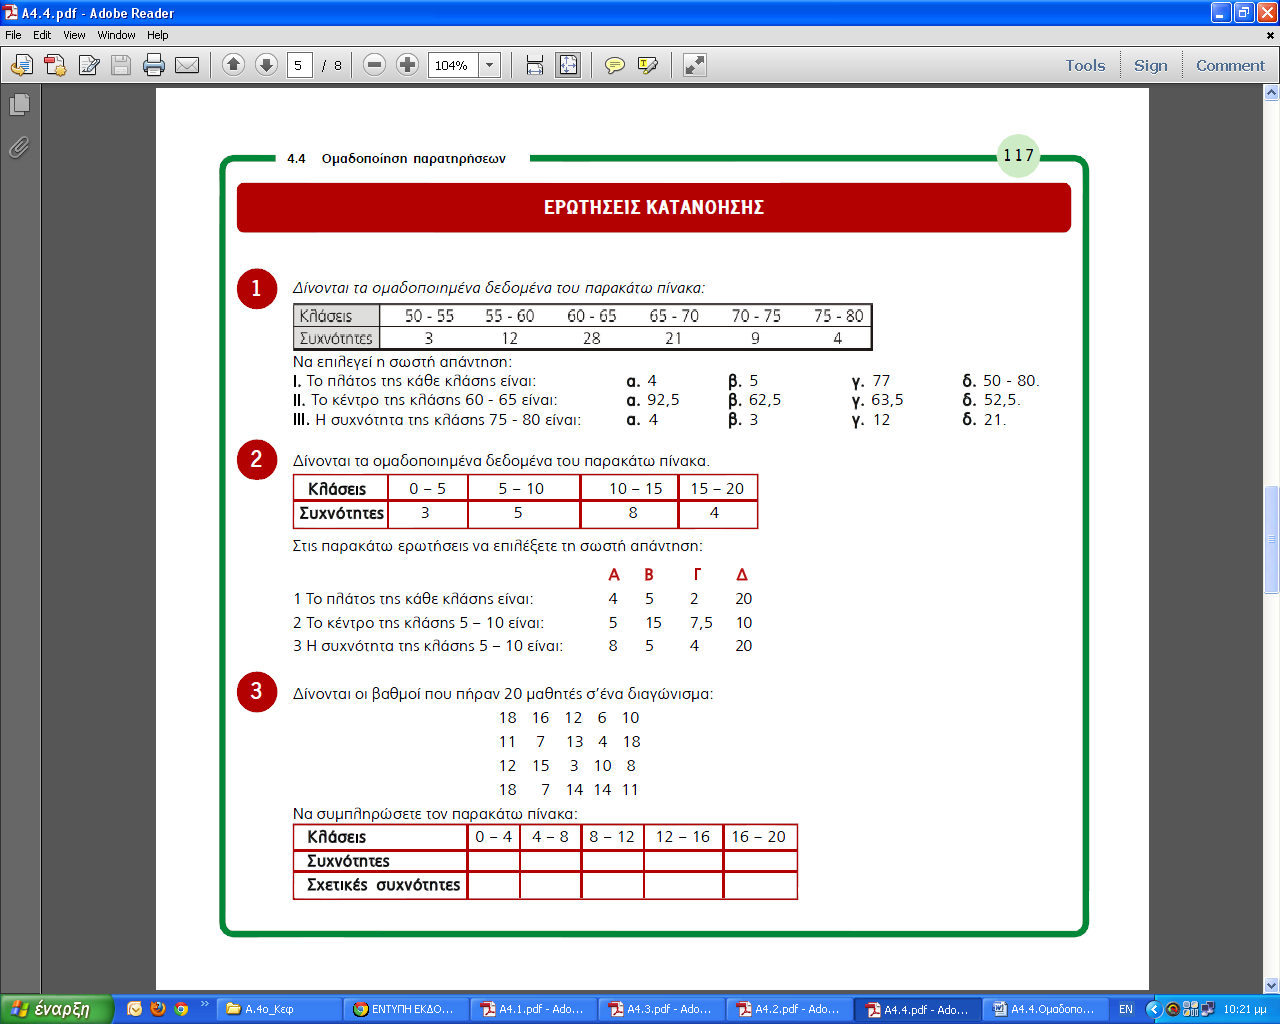 A4.4.pdf - Adobe Reader
File Edit View Window Help
5 / 8 104% Tools Sign Comment
4.4 Ομαδοποίηση παρατηρήσεων 117
ΕΡΩΤΗΣΕΙΣ ΚΑΤΑΝΟΗΣΗΣ
1 Δίνονται τα ομαδοποιημένα δεδομένα του παρακάτω πίνακα:
Κλάσεις 50 - 55 55 - 60 60 - 65 65 - 70 70 - 75 75 - 80
Συχνότητες 3 12 28 21 9 4
Να επιλεγεί η σωστή απάντηση:
I. Το πλάτος της κάθε κλάσης είναι: α. 4 β. 5 γ. 77 δ. 50 - 80.
II. Το κέντρο της κλάσης 60 - 65 είναι: α. 92,5 β. 62,5 γ. 63,5 δ. 52,5.
III. Η συχνότητα της κλάσης 75 - 80 είναι: α. 4 β. 3 γ. 12 δ. 21.
2 Δίνονται τα ομαδοποιημένα δεδομένα του παρακάτω πίνακα.
Κλάσεις 0 – 5 5 – 10 10 – 15 15 – 20
Συχνότητες 3 5 8 4
Στις παρακάτω ερωτήσεις να επιλέξετε τη σωστή απάντηση:
Α Β Γ Δ
1 Το πλάτος της κάθε κλάσης είναι: 4 5 2 20
2 Το κέντρο της κλάσης 5 – 10 είναι: 5 15 7,5 10
3 Η συχνότητα της κλάσης 5 – 10 είναι: 8 5 4 20
3 Δίνονται οι βαθμοί που πήραν 20 μαθητές σ’ένα διαγώνισμα:
18 16 12 6 10
11 7 13 4 18
12 15 3 10 8
18 7 14 14 11
Να συμπληρώσετε τον παρακάτω πίνακα:
Κλάσεις 0 – 4 4 – 8 8 – 12 12 – 16 16 – 20
Συχνότητες
Σχετικές συχνότητες
έναρξη » A.4ο_Κεφ ΕΝΤΥΠΗ ΕΚΔΟ... A4.1.pdf - Ado... A4.3.pdf - Ado... A4.2.pdf - Ado... A4.4.pdf - Ado... A4.4.Ομαδοπο... EN 10:21 μμ